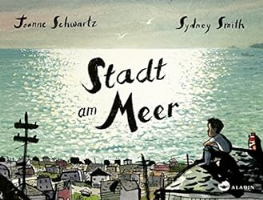 Joanne Schwartz Sydney Smith
Stadt
am Meer
ALADIN